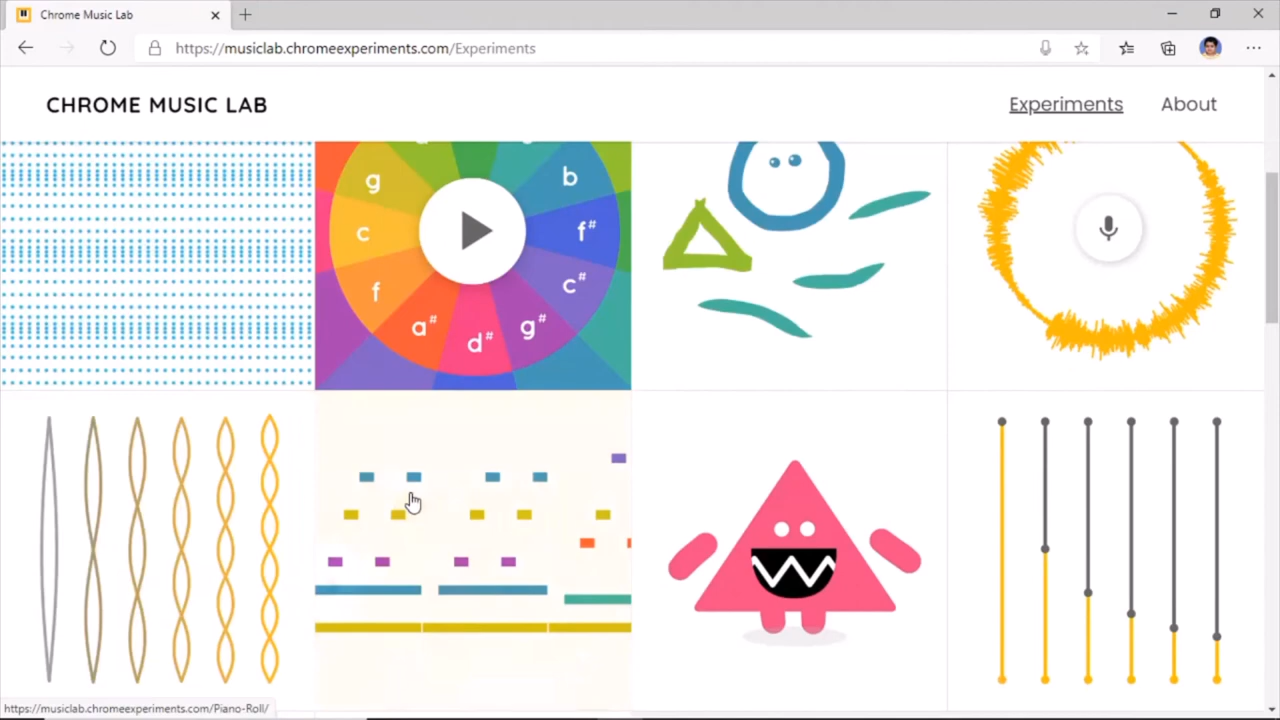 Chrome Music Lab
https://musiclab.chromeexperiments.com/Experiments
CHROME MUSIC LAB
Experiments
About
g
b
c
f#
f
c#
a#
g#
d#
https://musiclab.chromeexperiments.com/Piano-Roll/